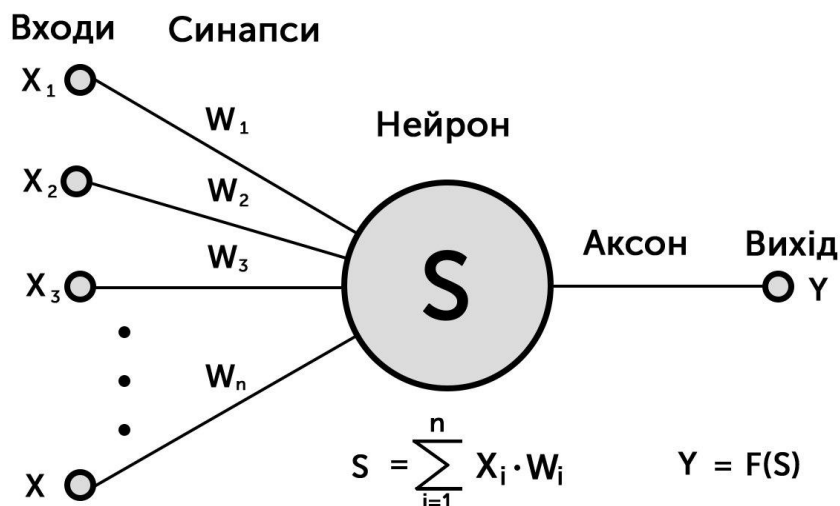 Входи Синапси
X₁
W₁
Нейрон
X₂
W₂
W₃
S
Аксон Вихід
X₃
Y
Wₙ
X
n
S = ∑ Xᵢ · Wᵢ
i=1
Y = F(S)